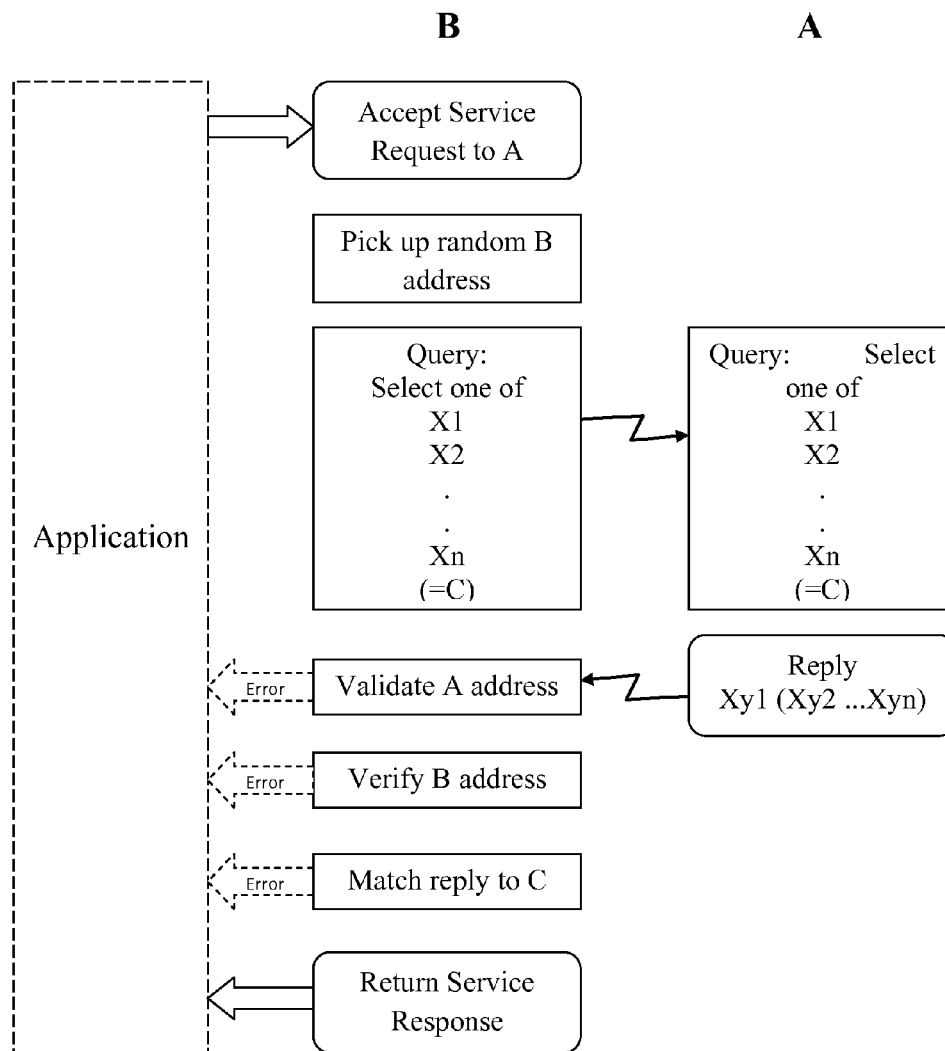 B
A
Accept Service
Request to A
Pick up random B
address
Query:
Select one of
X1
X2
.
.
Xn
(=C)
Query: Select
one of
X1
X2
.
.
Xn
(=C)
Application
Reply
Xy1 (Xy2 ...Xyn)
Error
Validate A address
Error
Verify B address
Error
Match reply to C
Return Service
Response